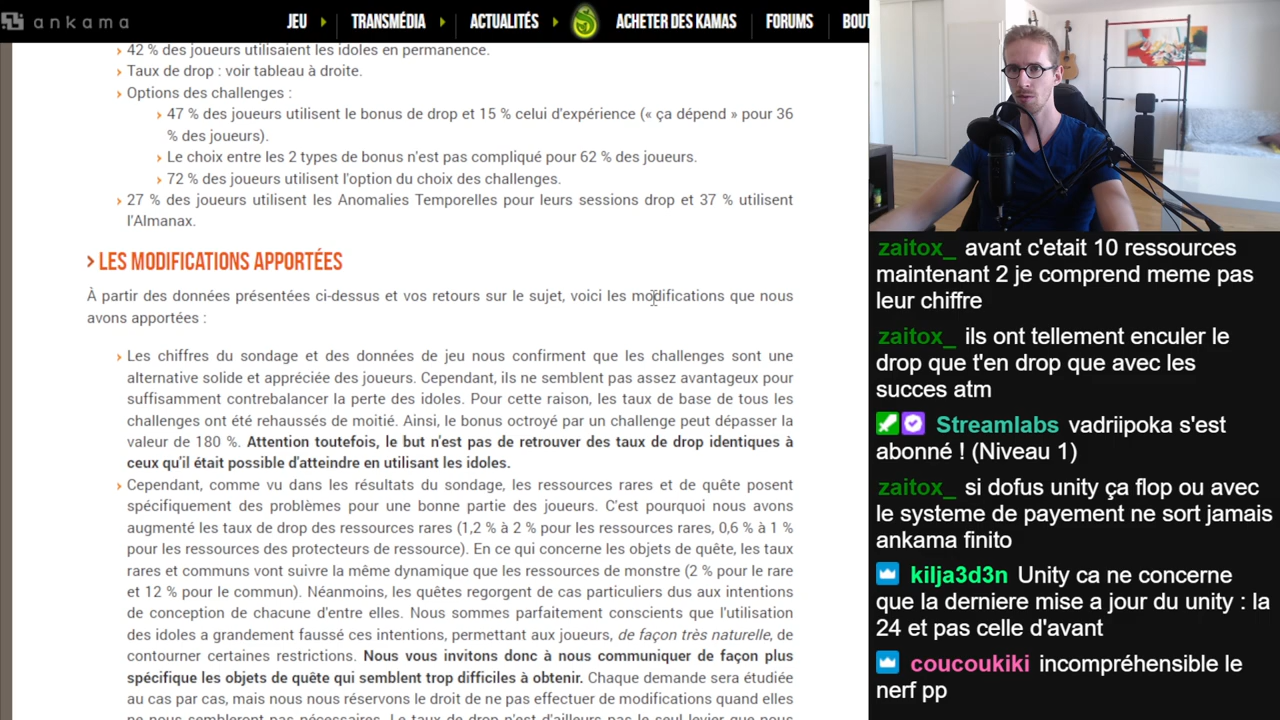 ankama
JEU
TRANSMÉDIA
ACTUALITÉS
ACHETER DES KAMAS
FORUMS
BOUT
42 % des joueurs utilisaient les idoles en permanence.
Taux de drop : voir tableau à droite.
Options des challenges :
47 % des joueurs utilisent le bonus de drop et 15 % celui d'expérience (« ça dépend » pour 36
% des joueurs).
Le choix entre les 2 types de bonus n'est pas compliqué pour 62 % des joueurs.
72 % des joueurs utilisent l'option du choix des challenges.
27 % des joueurs utilisent les Anomalies Temporelles pour leurs sessions drop et 37 % utilisent
l'Almanax.
LES MODIFICATIONS APPORTÉES
À partir des données présentées ci-dessus et vos retours sur le sujet, voici les modifications que nous
avons apportées :
Les chiffres du sondage et des données de jeu nous confirment que les challenges sont une
alternative solide et appréciée des joueurs. Cependant, ils ne semblent pas assez avantageux pour
suffisamment contrebalancer la perte des idoles. Pour cette raison, les taux de base de tous les
challenges ont été rehaussés de moitié. Ainsi, le bonus octroyé par un challenge peut dépasser la
valeur de 180 %. Attention toutefois, le but n'est pas de retrouver des taux de drop identiques à
ceux qu'il était possible d'atteindre en utilisant les idoles.
Cependant, comme vu dans les résultats du sondage, les ressources rares et de quête posent
spécifiquement des problèmes pour une bonne partie des joueurs. C'est pourquoi nous avons
augmenté les taux de drop des ressources rares (1,2 % à 2 % pour les ressources rares, 0,6 % à 1 %
pour les ressources des protecteurs de ressource). En ce qui concerne les objets de quête, les taux
rares et communs vont suivre la même dynamique que les ressources de monstre (2 % pour le rare
et 12 % pour le commun). Néanmoins, les quêtes regorgent de cas particuliers dus aux intentions
de conception de chacune d'entre elles. Nous sommes parfaitement conscients que l'utilisation
des idoles a grandement faussé ces intentions, permettant aux joueurs, de façon très naturelle, de
contourner certaines restrictions. Nous vous invitons donc à nous communiquer de façon plus
spécifique les objets de quête qui semblent trop difficiles à obtenir. Chaque demande sera étudiée
au cas par cas, mais nous nous réservons le droit de ne pas effectuer de modifications quand elles
ne nous sembleront pas nécessaires. Le taux de drop n'est d'ailleurs pas le seul levier que nous
zaitox_ avant c'etait 10 ressources
maintenant 2 je comprend meme pas
leur chiffre
zaitox_ ils ont tellement enculer le
drop que t'en drop que avec les
succes atm
Streamlabs vadriipoka s'est
abonné ! (Niveau 1)
zaitox_ si dofus unity ça flop ou avec
le systeme de payement ne sort jamais
ankama finito
kilja3d3n Unity ca ne concerne
que la derniere mise a jour du unity : la
24 et pas celle d'avant
coucoukiki incompréhensible le
nerf pp